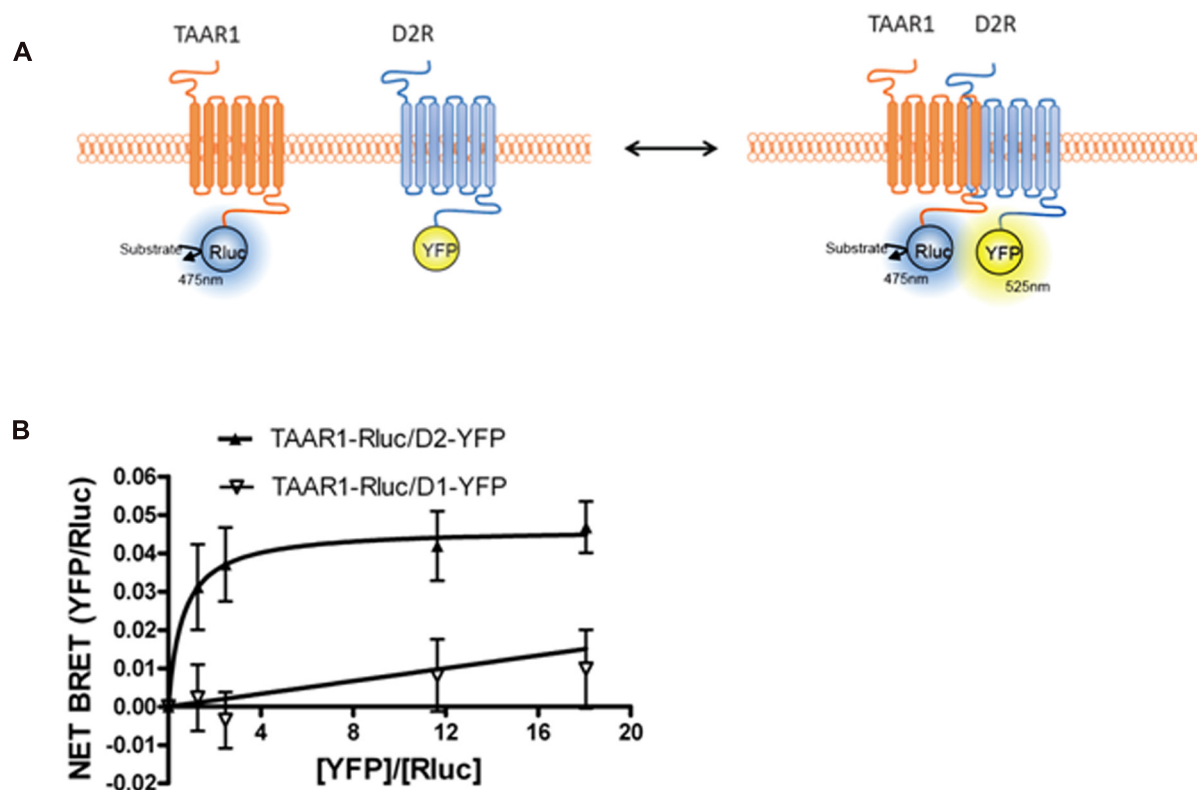 A
TAAR1 D2R
Substrate Rluc YFP
475nm
TAAR1 D2R
Substrate Rluc YFP
475nm 525nm
B
TAAR1-Rluc/D2-YFP
TAAR1-Rluc/D1-YFP
NET BRET (YFP/Rluc)
0.06
0.05
0.04
0.03
0.02
0.01
0.00
-0.01
-0.02
4 8 12 16 20
[YFP]/[Rluc]